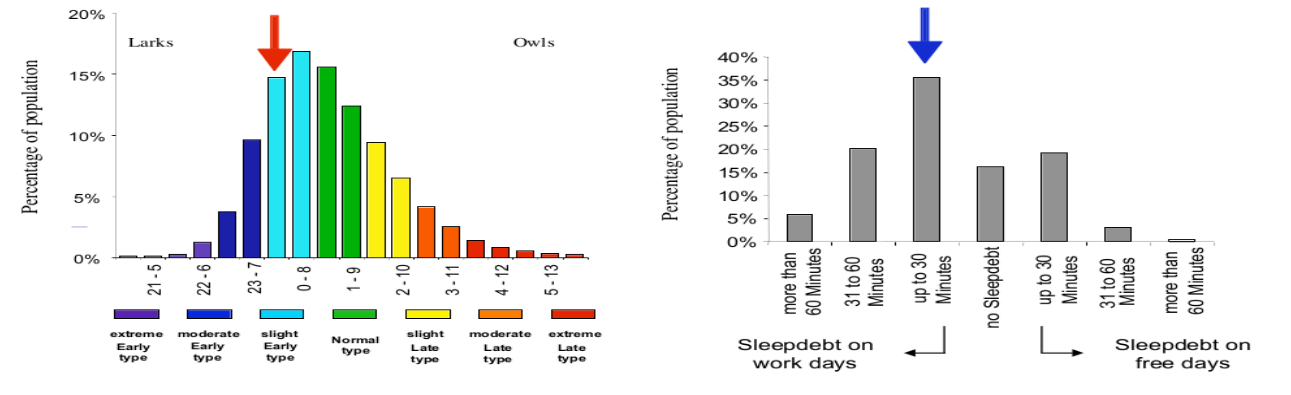 20%
15%
10%
5%
0%
Percentage of population
Larks
Owls
21 - 5
22 - 6
23 - 7
0 - 8
1 - 9
2 - 10
3 - 11
4 - 12
5 - 13
extreme
Early
type
moderate
Early
type
slight
Early
type
Normal
type
slight
Late
type
moderate
Late
type
extreme
Late
type
40%
35%
30%
25%
20%
15%
10%
5%
0%
Percentage of population
more than
60 Minutes
31 to 60
Minutes
up to 30
Minutes
no Sleepdebt
up to 30
Minutes
31 to 60
Minutes
more than
60 Minutes
Sleepdebt on
work days
Sleepdebt on
free days